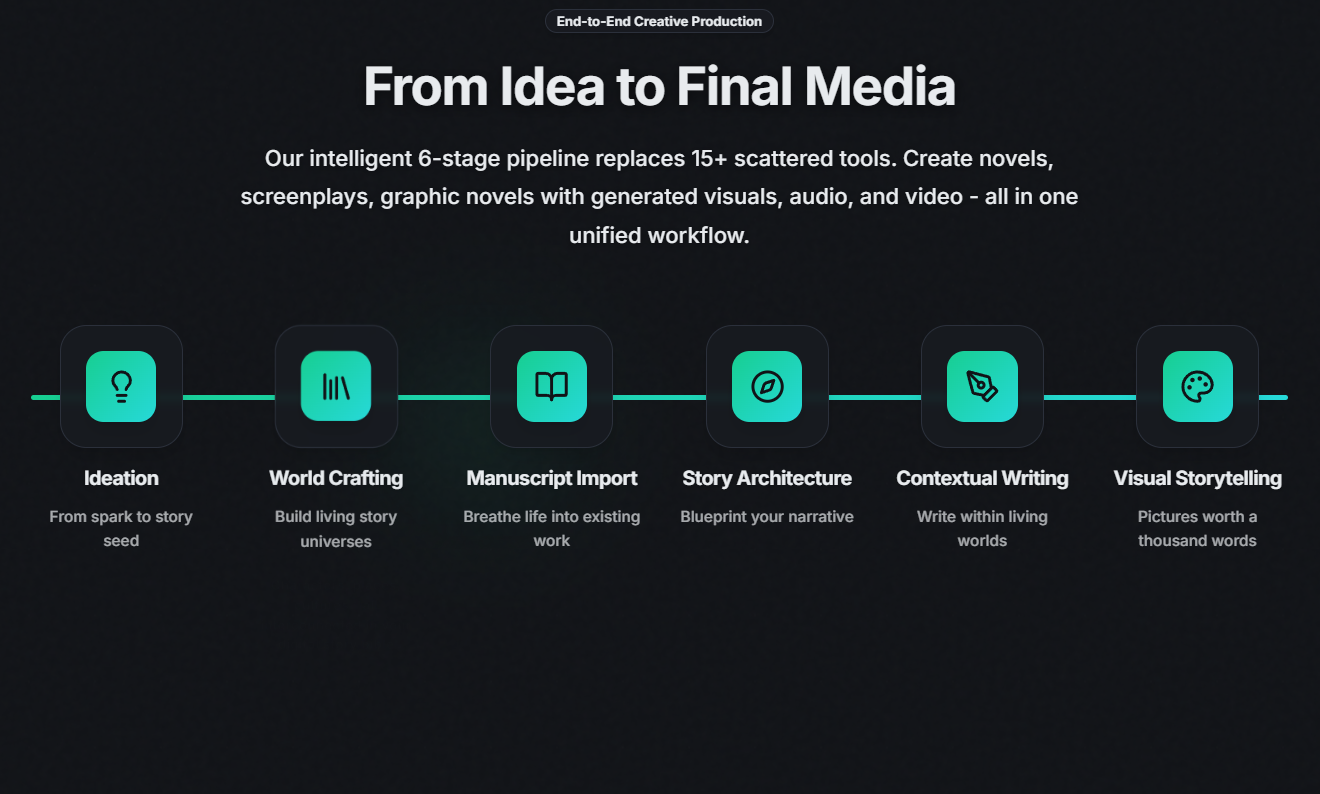 End-to-End Creative Production
From Idea to Final Media
Our intelligent 6-stage pipeline replaces 15+ scattered tools. Create novels,
screenplays, graphic novels with generated visuals, audio, and video - all in one
unified workflow.
Ideation
From spark to story
seed
World Crafting
Build living story
universes
Manuscript Import
Breathe life into existing
work
Story Architecture
Blueprint your narrative
Contextual Writing
Write within living
worlds
Visual Storytelling
Pictures worth a
thousand words